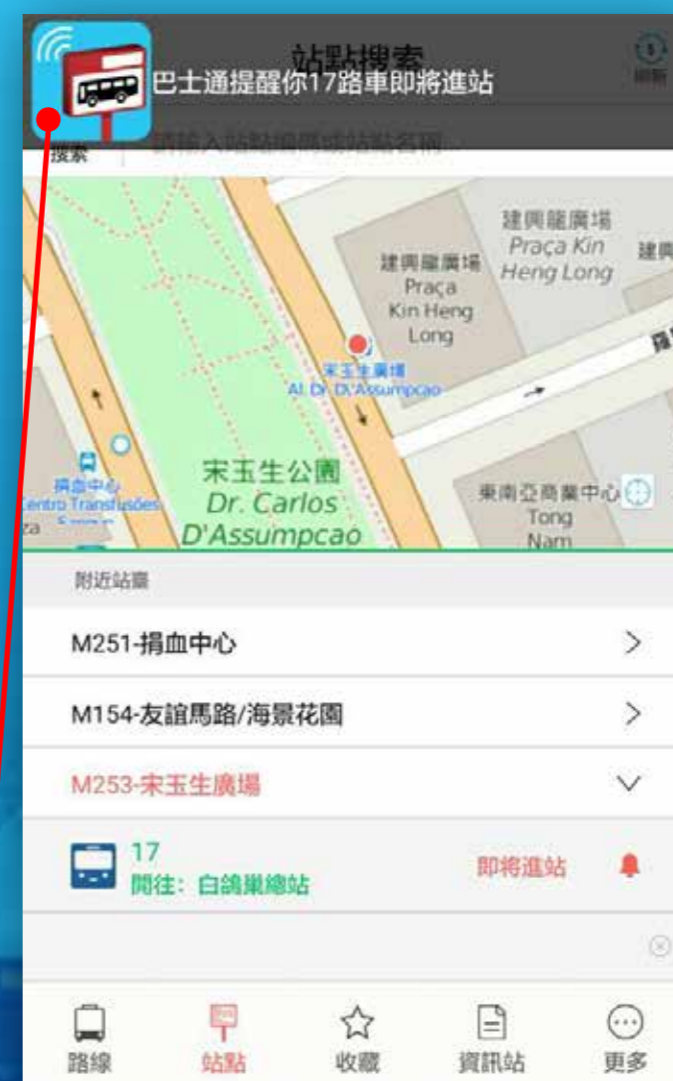 站點搜索
巴士通提醒你17路車即將進站
搜索
請輸入站點編碼或站點名稱
建興龍廣場
Praça Kin
Heng Long
建興
建興龍廣場
Praça
Kin Heng
Long
宋玉生廣場
Al. Dr. D'Assumpcao
捐血中心
Centro Transfusões
宋玉生公園
Dr. Carlos
D'Assumpcao
東南亞商業中心
Tong
Nam
附近站臺
M251-捐血中心
M154-友誼馬路/海景花園
M253-宋玉生廣場
17
開往：白鴿巢總站
即将進站
路線
站點
收藏
資訊站
更多